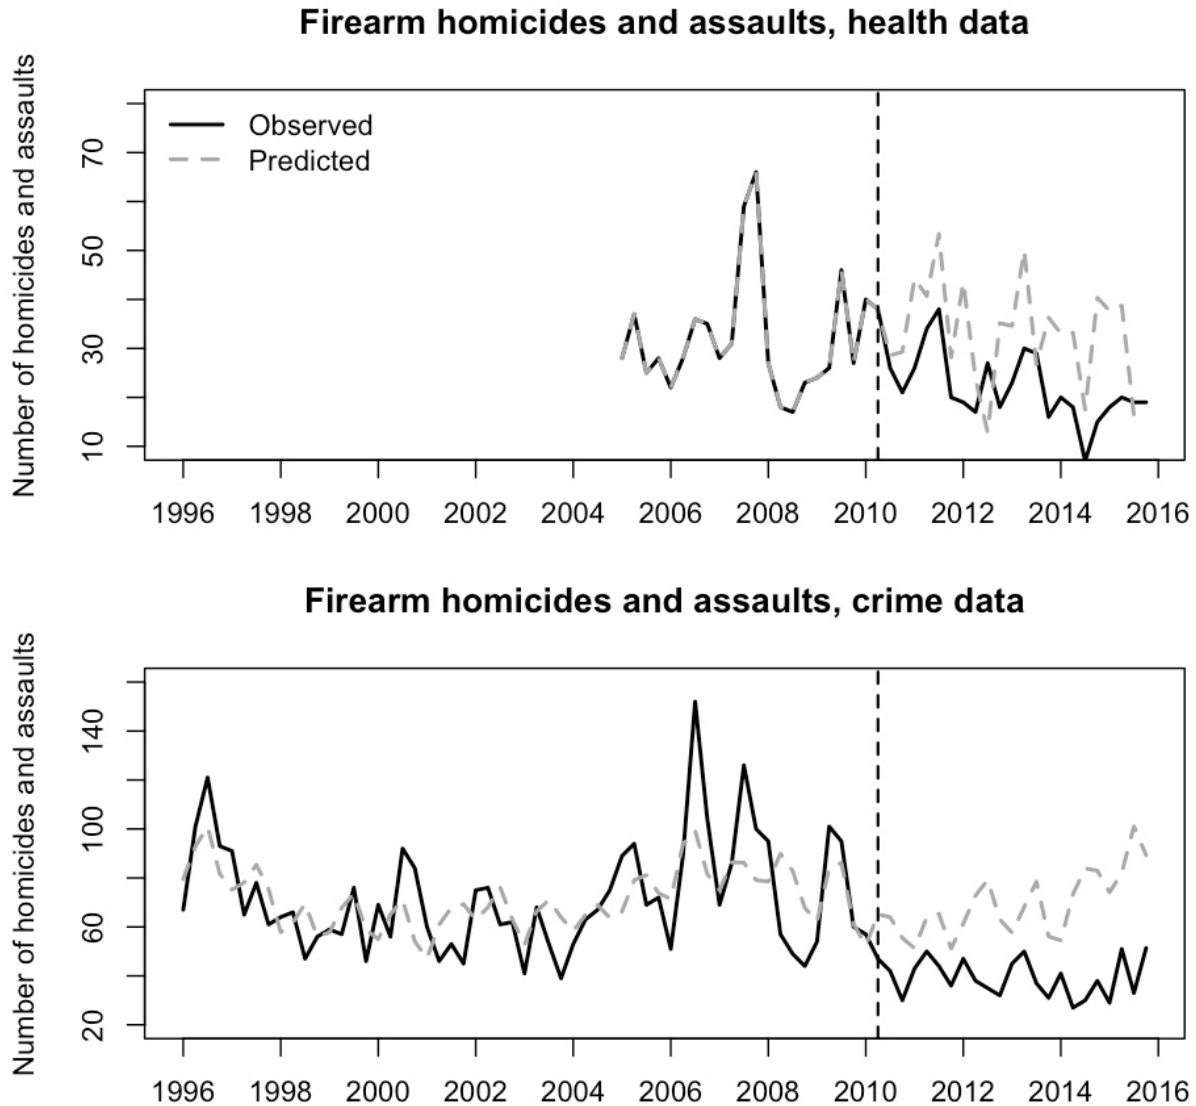 Firearm homicides and assaults, health data
Number of homicides and assaults
70
50
30
10
Observed
Predicted
1996 1998 2000 2002 2004 2006 2008 2010 2012 2014 2016
Firearm homicides and assaults, crime data
Number of homicides and assaults
140
100
60
20
1996 1998 2000 2002 2004 2006 2008 2010 2012 2014 2016